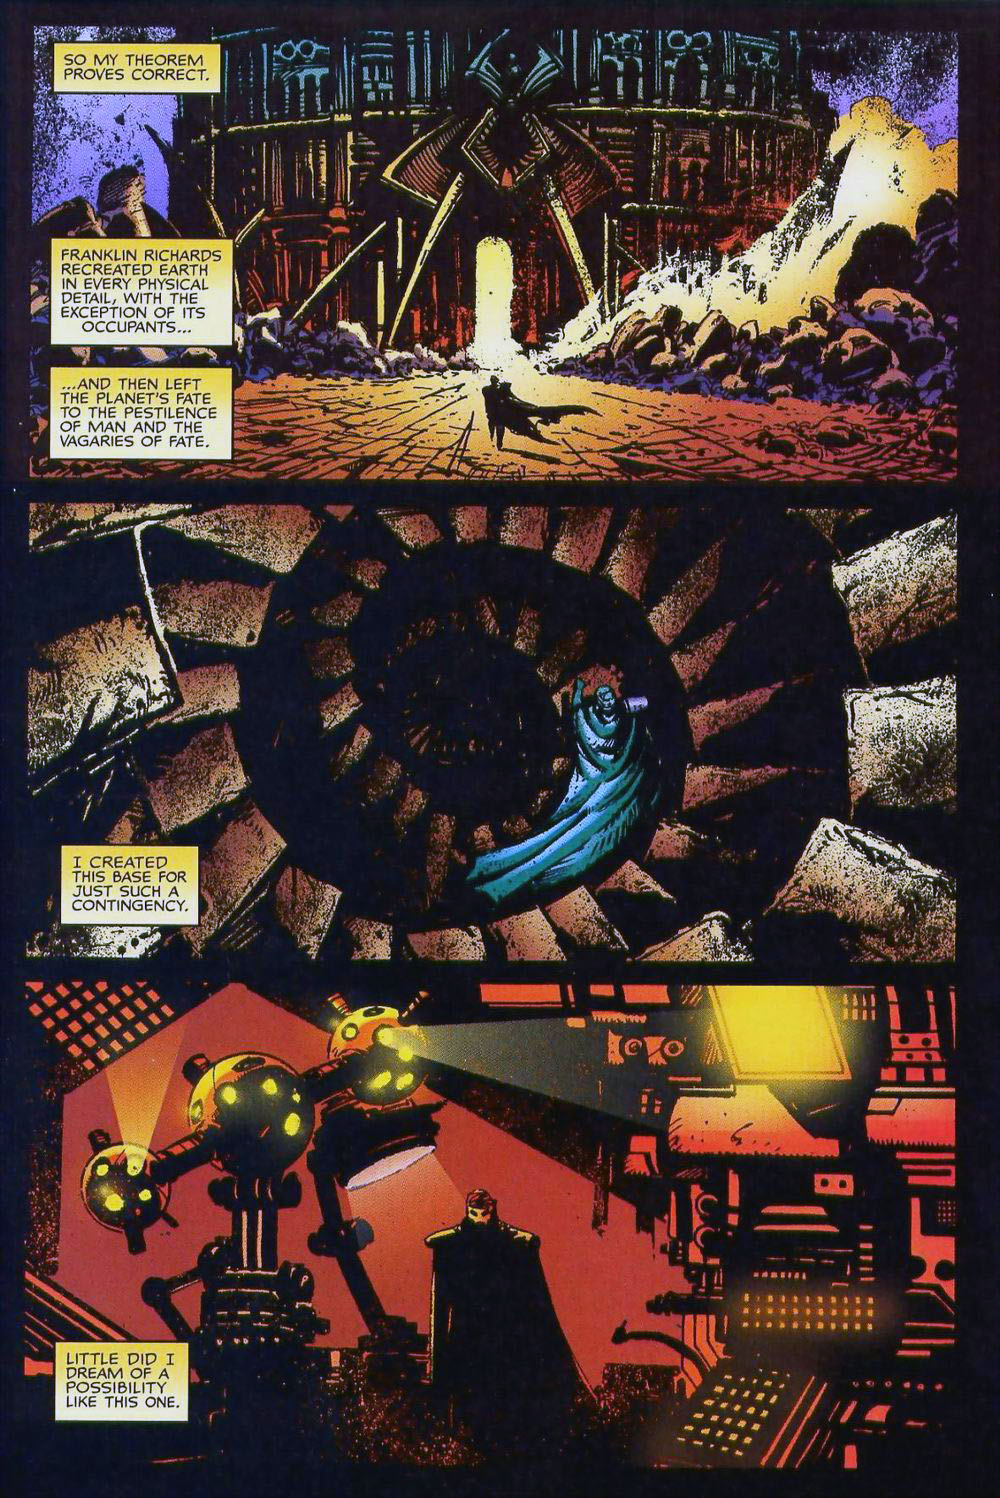 SO MY THEOREM
PROVES CORRECT.
FRANKLIN RICHARDS
RECREATED EARTH
IN EVERY PHYSICAL
DETAIL, WITH THE
EXCEPTION OF ITS
OCCUPANTS...
...AND THEN LEFT
THE PLANET'S FATE
TO THE PESTILENCE
OF MAN AND THE
VAGARIES OF FATE.
I CREATED
THIS BASE FOR
JUST SUCH A
CONTINGENCY.
LITTLE DID I
DREAM OF A
POSSIBILITY
LIKE THIS ONE.